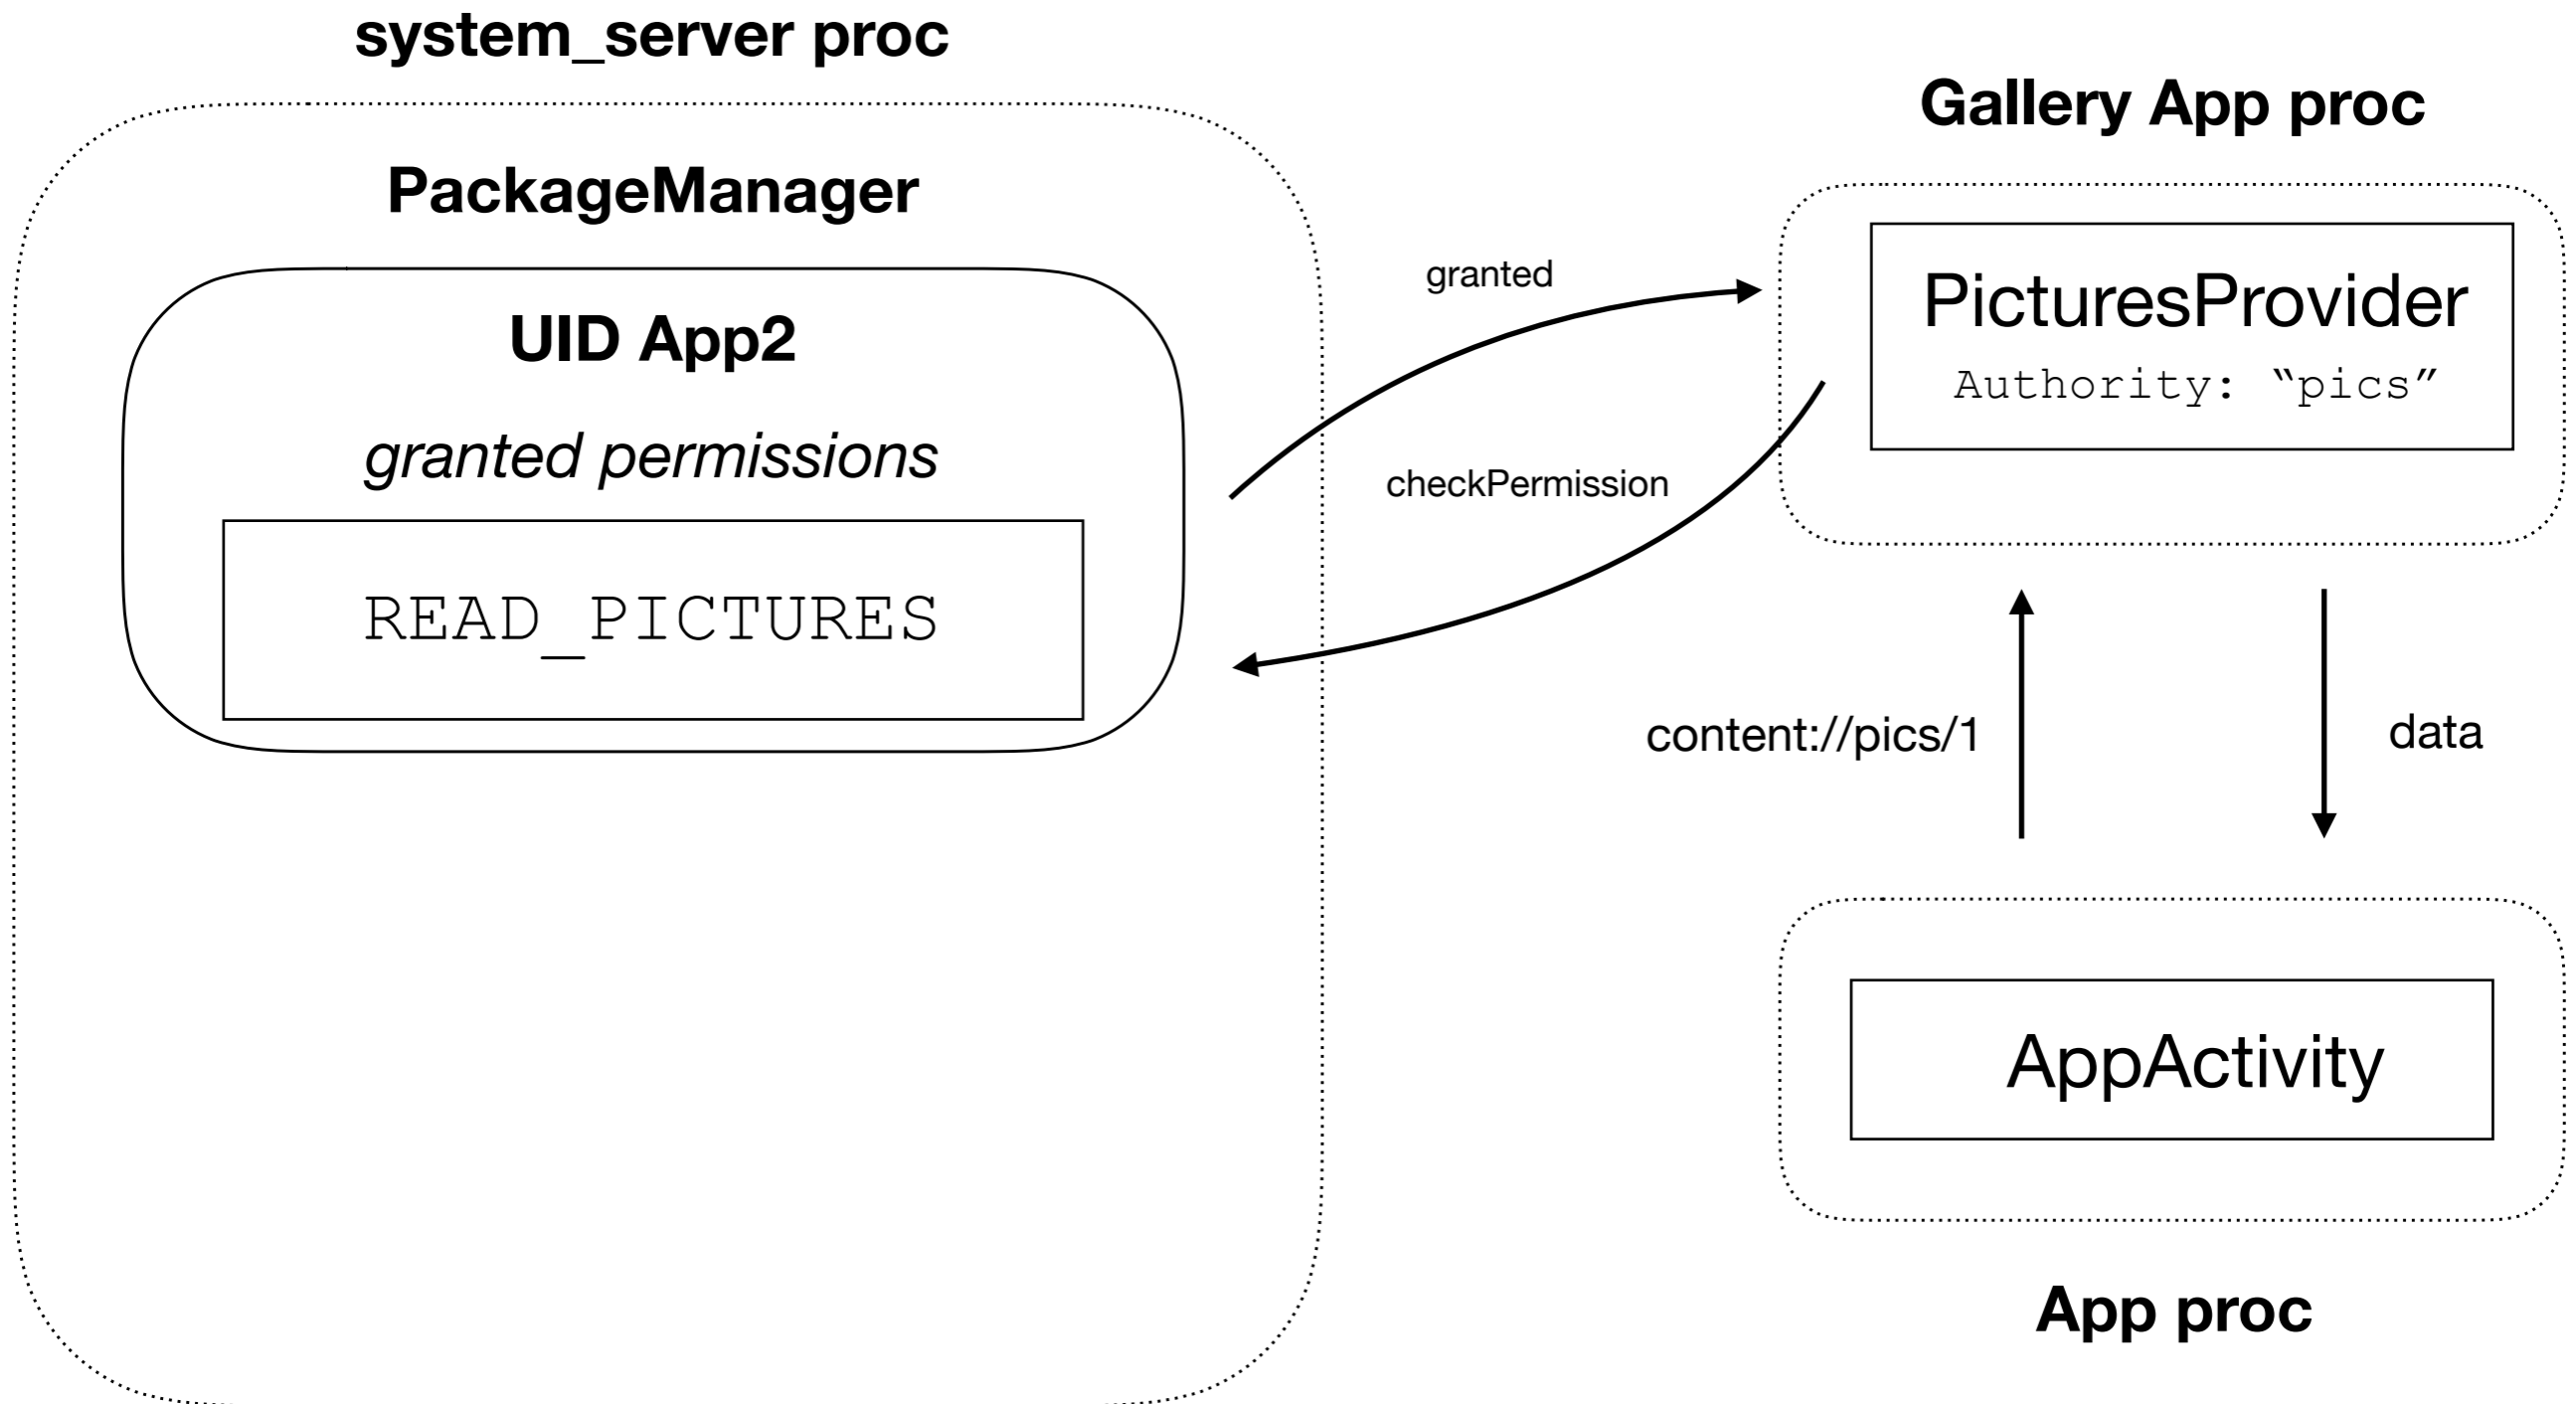 system_server proc
PackageManager
UID App2
granted permissions
READ_PICTURES
granted
checkPermission
Gallery App proc
PicturesProvider
Authority: “pics”
content://pics/1
data
AppActivity
App proc